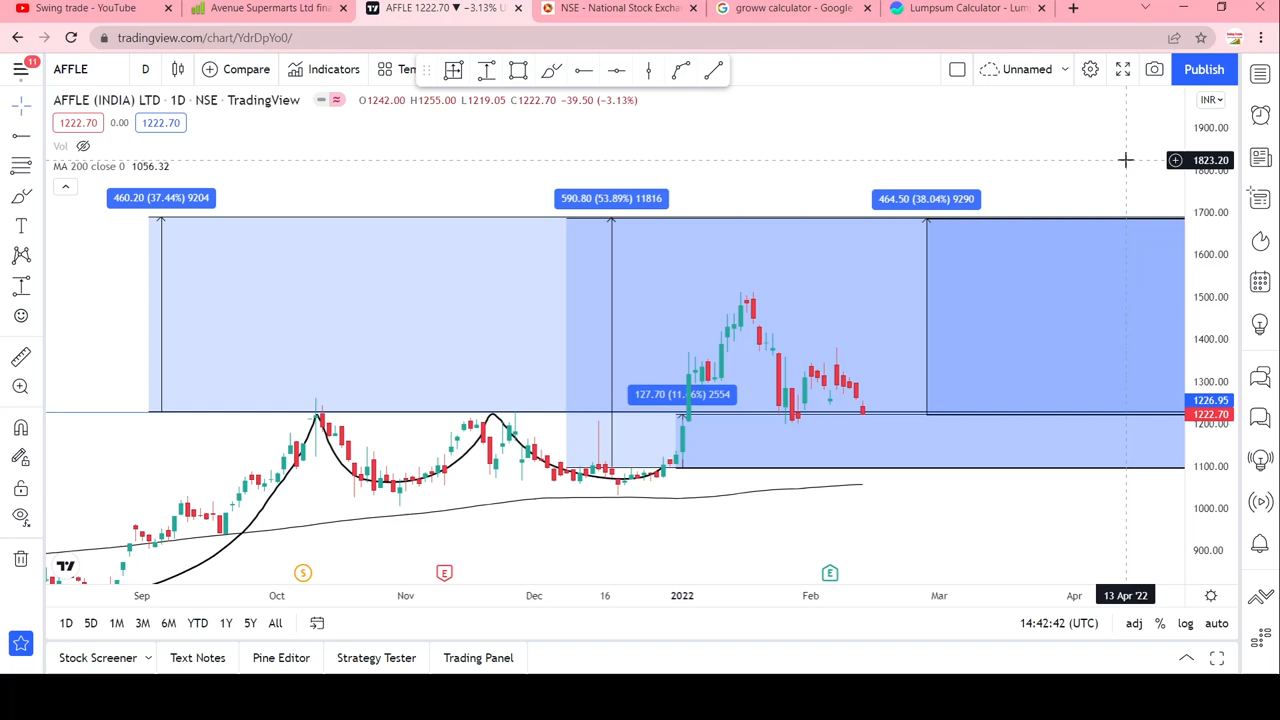 Swing trade - YouTube
Avenue Supermarts Ltd fina
AFFLE 1222.70 ▼ −3.13% U
NSE - National Stock Exchan
groww calculator - Google
Lumpsum Calculator - Lum
tradingview.com/chart/YdrDpYo0/
11
AFFLE
D
Compare
Indicators
Tem
Unnamed
Publish
AFFLE (INDIA) LTD · 1D · NSE · TradingView
O1242.00 H1255.00 L1219.05 C1222.70 −39.50 (−3.13%)
INR
1222.70
0.00
1222.70
Vol
MA 200 close 0 1056.32
460.20 (37.44%) 9204
590.80 (53.89%) 11816
464.50 (38.04%) 9290
1900.00
1823.20
1800.00
1700.00
1600.00
1500.00
1400.00
1300.00
1226.95
1222.70
1200.00
1100.00
1000.00
900.00
S
E
E
Sep
Oct
Nov
Dec
16
2022
Feb
Mar
Apr
13 Apr '22
1D
5D
1M
3M
6M
YTD
1Y
5Y
All
14:42:42 (UTC)
adj
%
log
auto
Stock Screener
Text Notes
Pine Editor
Strategy Tester
Trading Panel